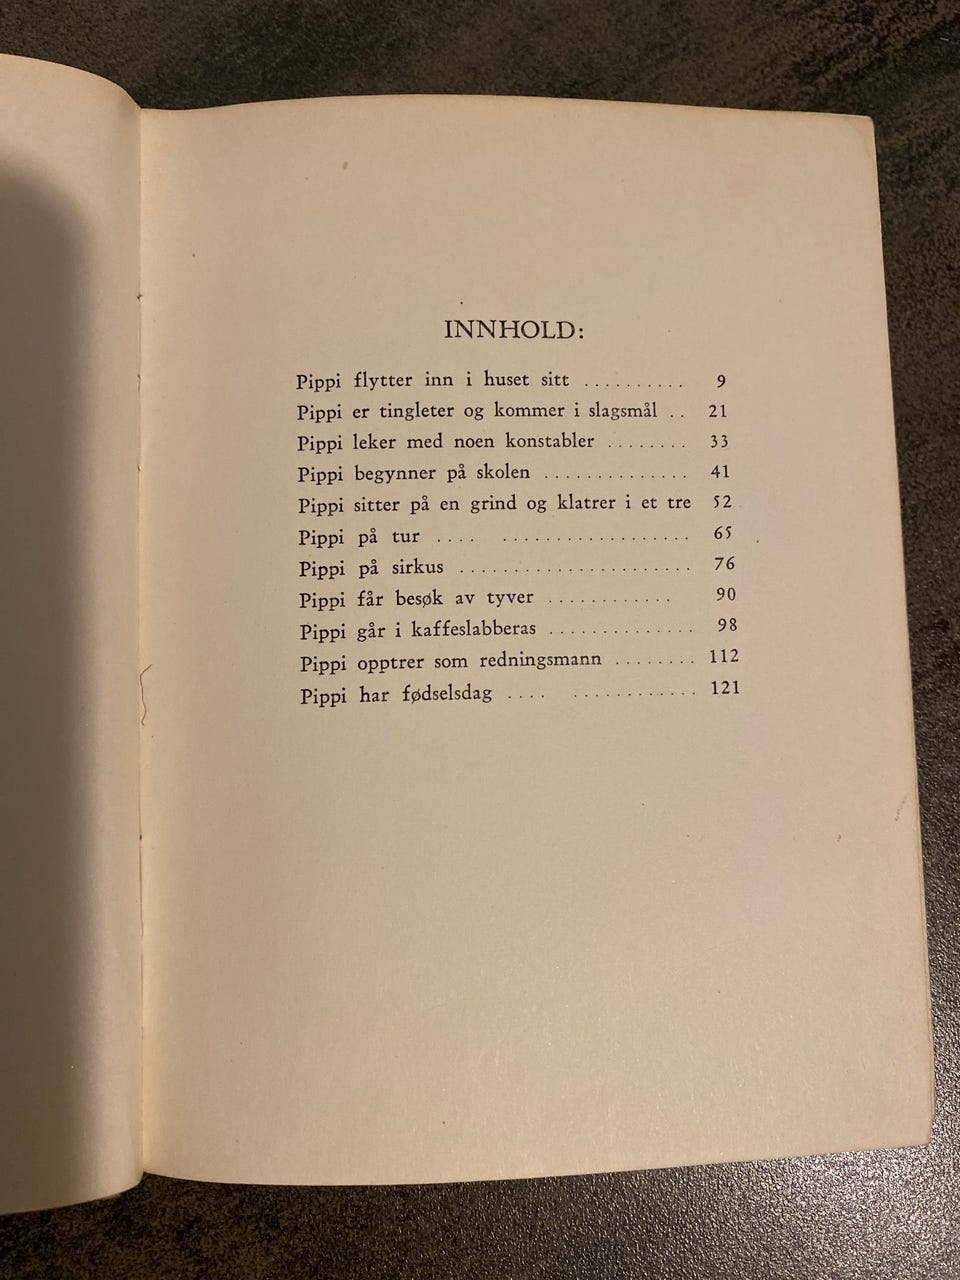 INNHOLD:
Pippi flytter inn i huset sitt .......... 9
Pippi er tingleter og kommer i slagsmål .. 21
Pippi leker med noen konstabler ........ 33
Pippi begynner på skolen .............. 41
Pippi sitter på en grind og klatrer i et tre 52
Pippi på tur .... .................. 65
Pippi på sirkus ...................... 76
Pippi får besøk av tyver ............ 90
Pippi går i kaffeslabberas .............. 98
Pippi opptrer som redningsmann ........ 112
Pippi har fødselsdag .... ............ 121